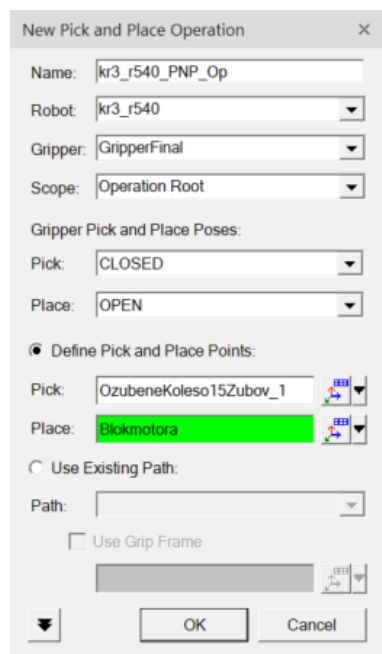 New Pick and Place Operation
Name: kr3_r540_PNP_Op
Robot: kr3_r540
Gripper: GripperFinal
Scope: Operation Root
Gripper Pick and Place Poses:
Pick: CLOSED
Place: OPEN
Define Pick and Place Points:
Pick: OzubeneKoleso15Zubov_1
Place: Blokmotora
Use Existing Path:
Path:
Use Grip Frame
OK Cancel